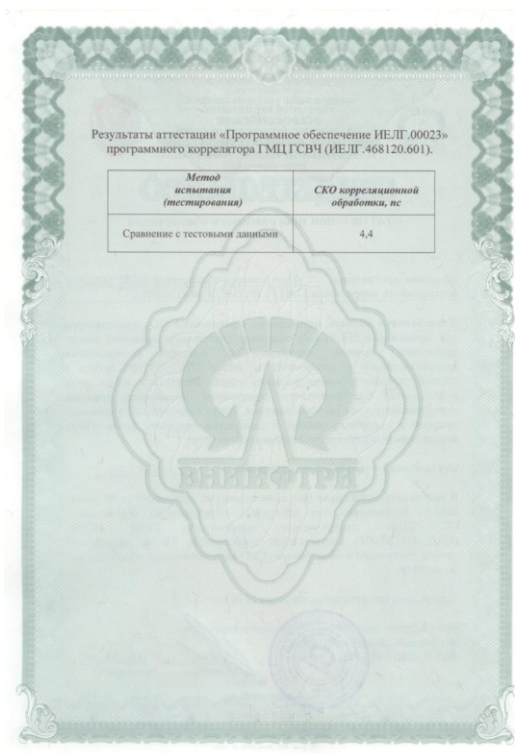 Результаты аттестации «Программное обеспечение ИЕЛГ.00023»
программного коррелятора ГМЦ ГСВЧ (ИЕЛГ.468120.601).
Метод
испытания
(тестирования)
СКО корреляционной
обработки, пс
Сравнение с тестовыми данными
4,4
ВНИИФТРИ